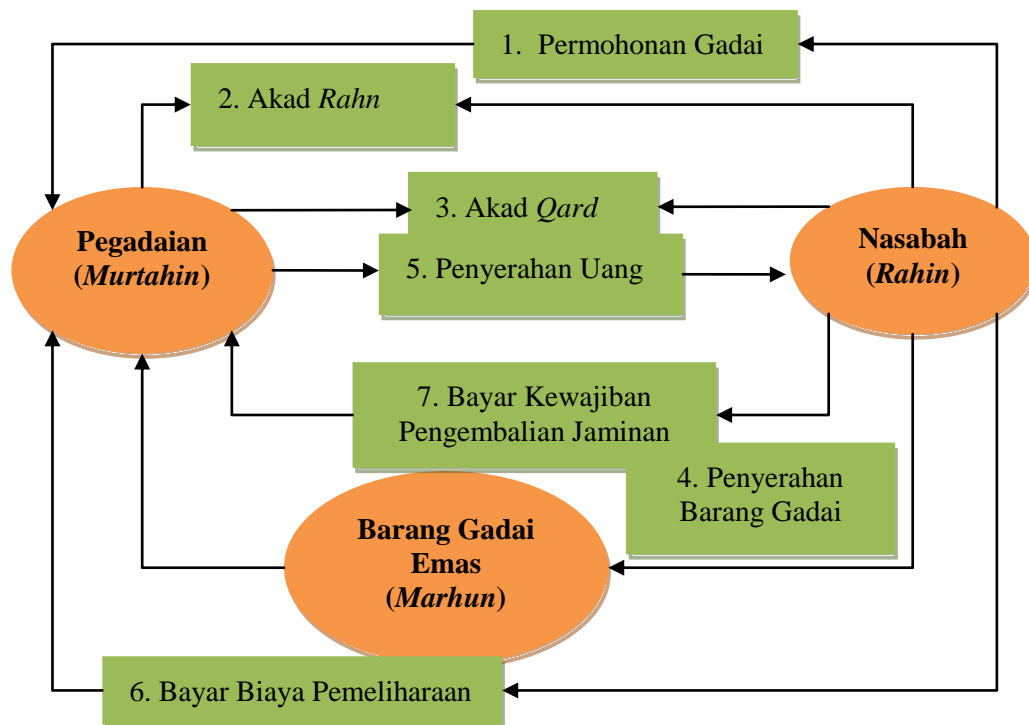 1. Permohonan Gadai
2. Akad Rahn
3. Akad Qard
Pegadaian
(Murtahin)
Nasabah
(Rahin)
5. Penyerahan Uang
7. Bayar Kewajiban
Pengembalian Jaminan
4. Penyerahan
Barang Gadai
Barang Gadai
Emas
(Marhun)
6. Bayar Biaya Pemeliharaan